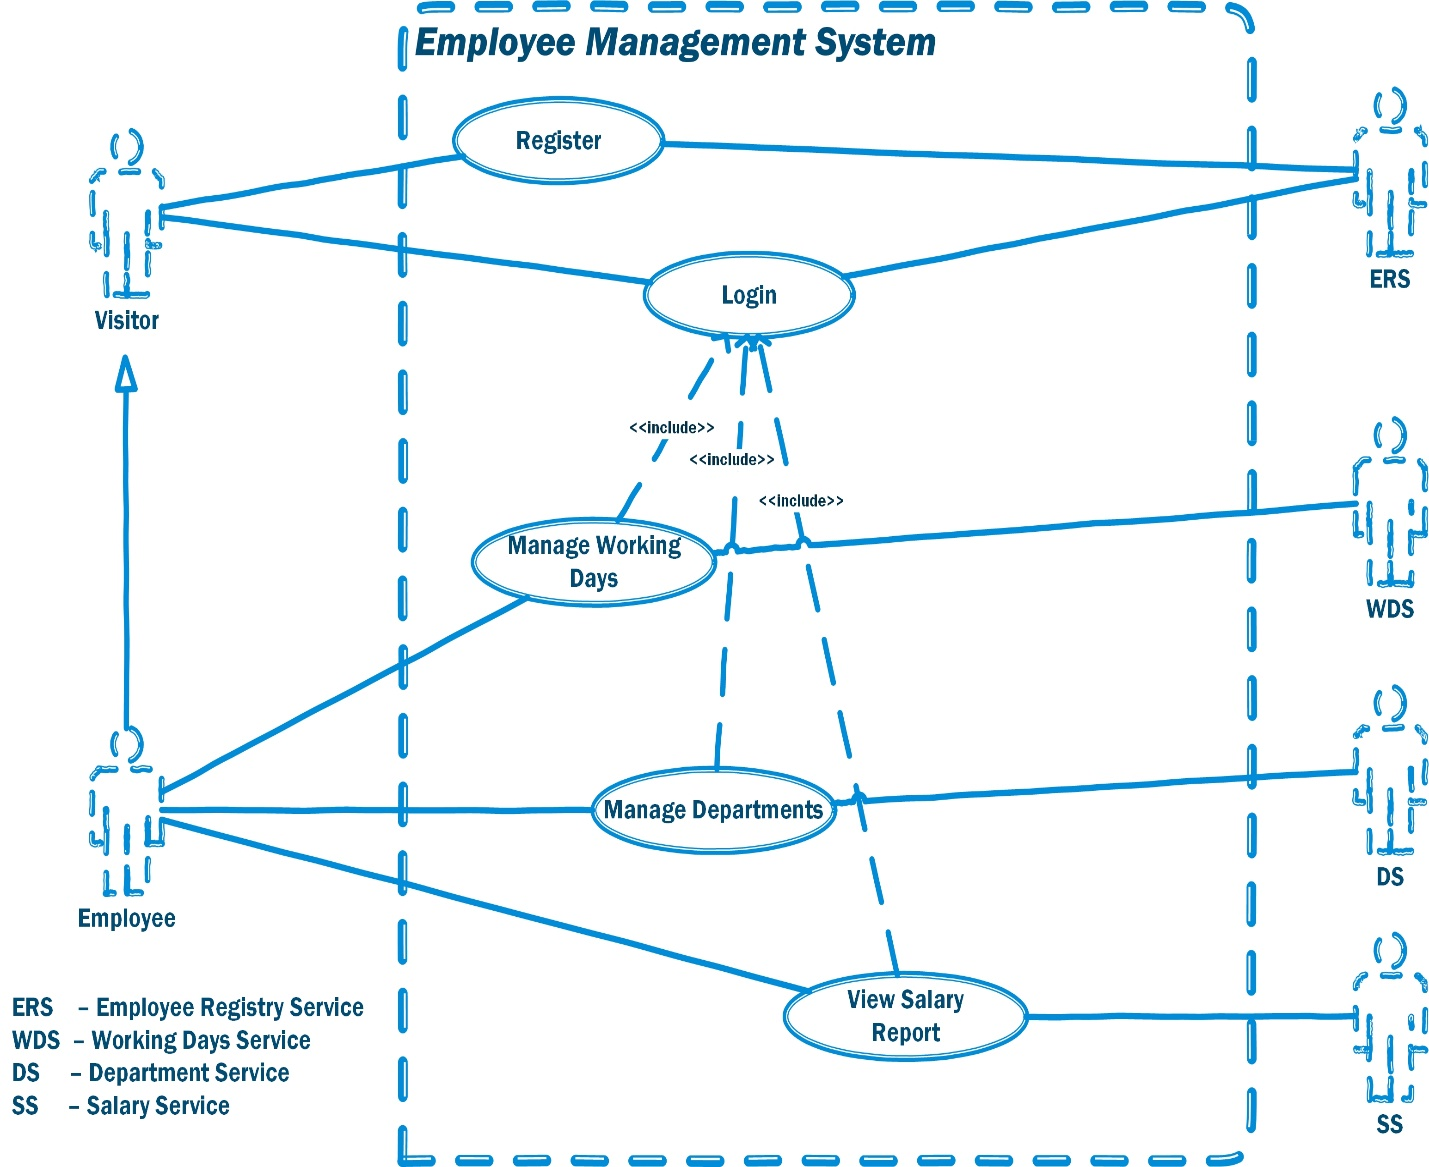 Employee Management System
Register
Visitor
ERS
Login
<<include>>
<<include>>
<<include>>
Manage Working
Days
WDS
Manage Departments
DS
Employee
View Salary
Report
SS
ERS – Employee Registry Service
WDS – Working Days Service
DS – Department Service
SS – Salary Service